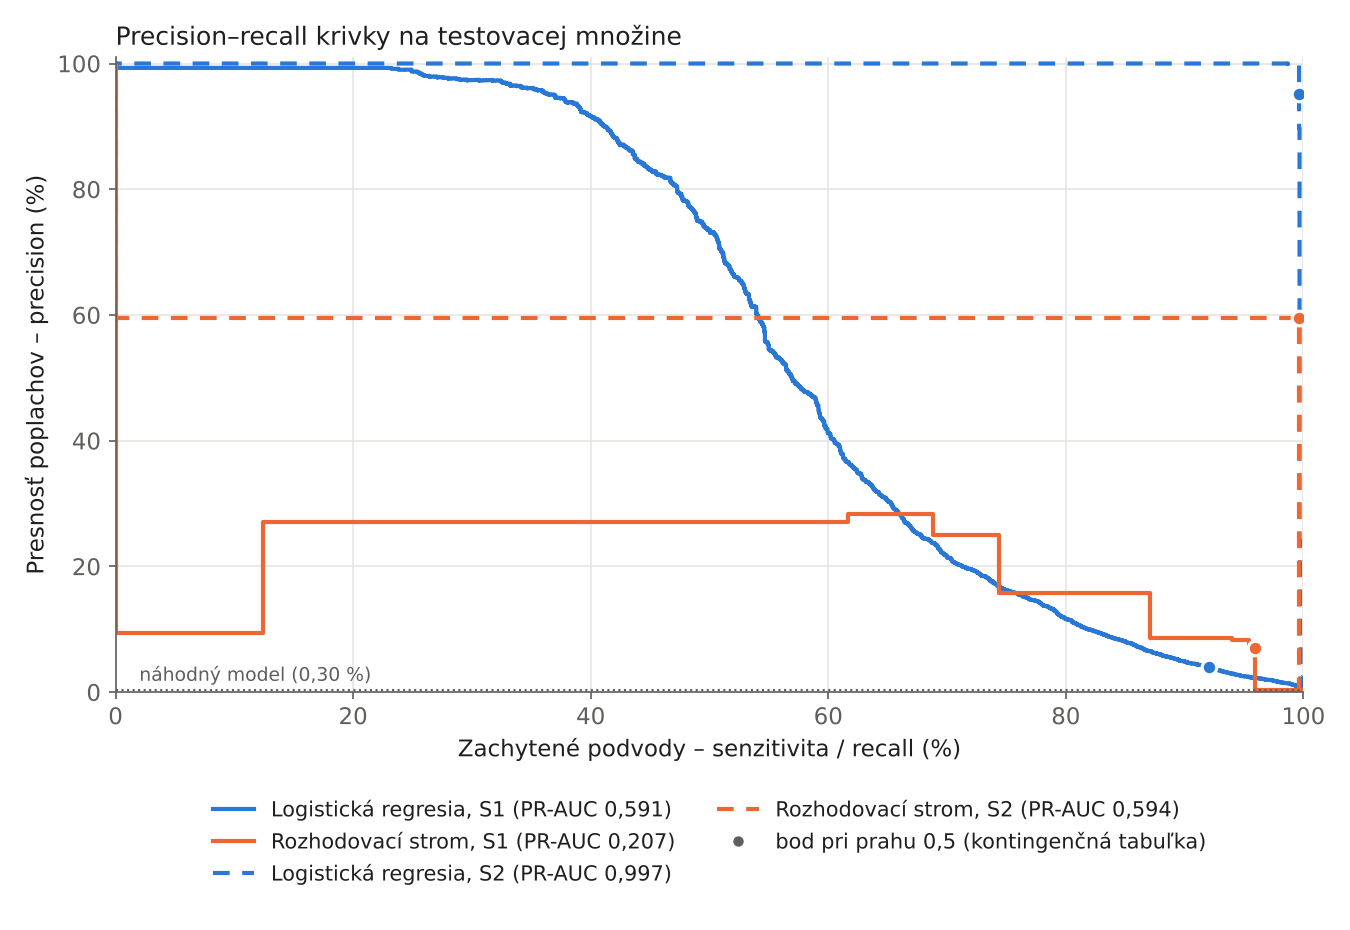 Precision–recall krivky na testovacej množine
Presnosť poplachov – precision (%)
100
80
60
40
20
0
náhodný model (0,30 %)
0 20 40 60 80 100
Zachytené podvody – senzitivita / recall (%)
Logistická regresia, S1 (PR-AUC 0,591)
Rozhodovací strom, S1 (PR-AUC 0,207)
Logistická regresia, S2 (PR-AUC 0,997)
Rozhodovací strom, S2 (PR-AUC 0,594)
bod pri prahu 0,5 (kontingenčná tabuľka)